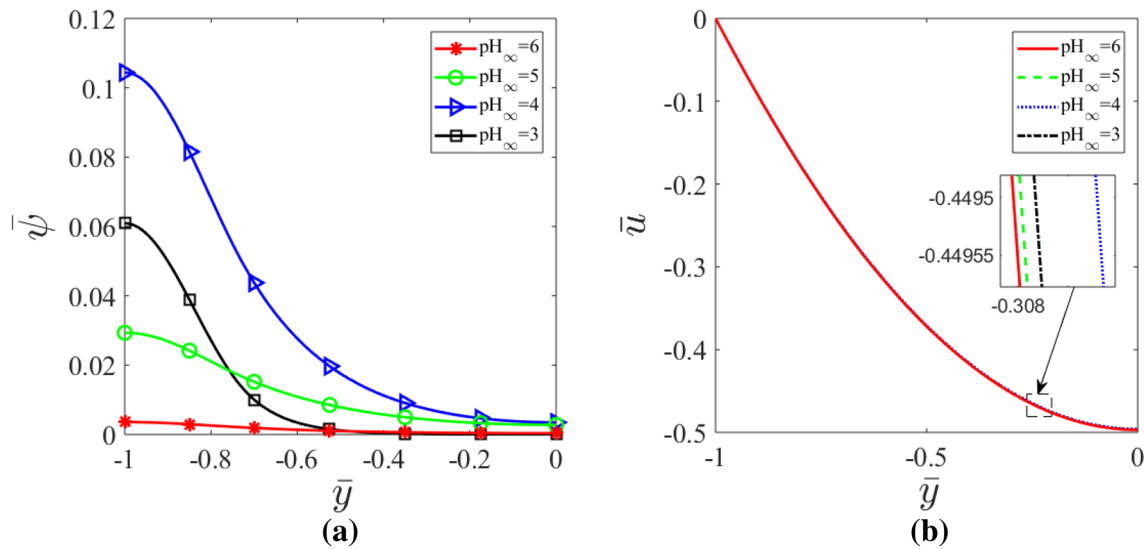 0.12
0.1
0.08
0.06
0.04
0.02
0
ψ̄
pH∞=6
pH∞=5
pH∞=4
pH∞=3
-1
-0.8
-0.6
-0.4
-0.2
0
ȳ
(a)
0
-0.1
-0.2
-0.3
-0.4
-0.5
ū
pH∞=6
pH∞=5
pH∞=4
pH∞=3
-0.4495
-0.44955
-0.308
-1
-0.5
0
ȳ
(b)